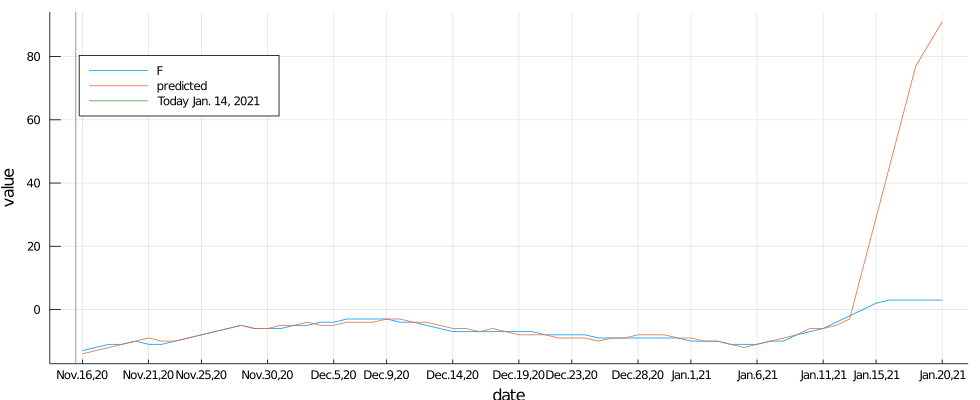 F
predicted
Today Jan. 14, 2021
80
60
40
20
0
value
Nov.16,20 Nov.21,20 Nov.25,20 Nov.30,20 Dec.5,20 Dec.9,20 Dec.14,20 Dec.19,20 Dec.23,20 Dec.28,20 Jan.1,21 Jan.6,21 Jan.11,21 Jan.15,21 Jan.20,21
date